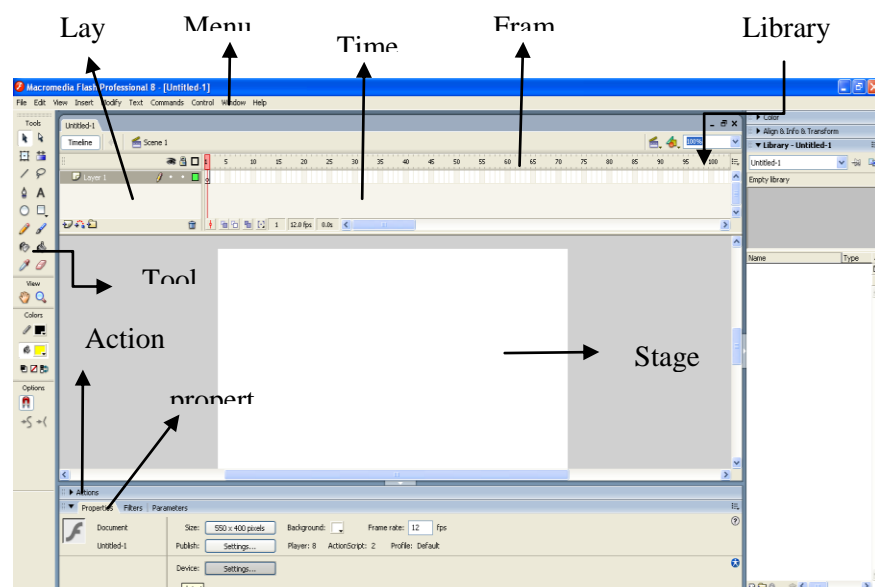 Lay Menu Time Fram Library
Macromedia Flash Professional 8 - [Untitled-1]
File Edit View Insert Modify Text Commands Control Window Help
Tools
Untitled-1
Timeline Scene 1 100%
5 10 15 20 25 30 35 40 45 50 55 60 65 70 75 80 85 90 95 100
Layer 1
1 12.0 fps 0.0s
Color
Align & Info & Transform
Library - Untitled-1
Untitled-1
Empty library
Name Type
View
Colors
Options
Tool
Action
Stage
propert
Actions
Properties Filters Parameters
Document Size: 550 x 400 pixels Background: Frame rate: 12 fps
Untitled-1 Publish: Settings... Player: 8 ActionScript: 2 Profile: Default
Device: Settings...